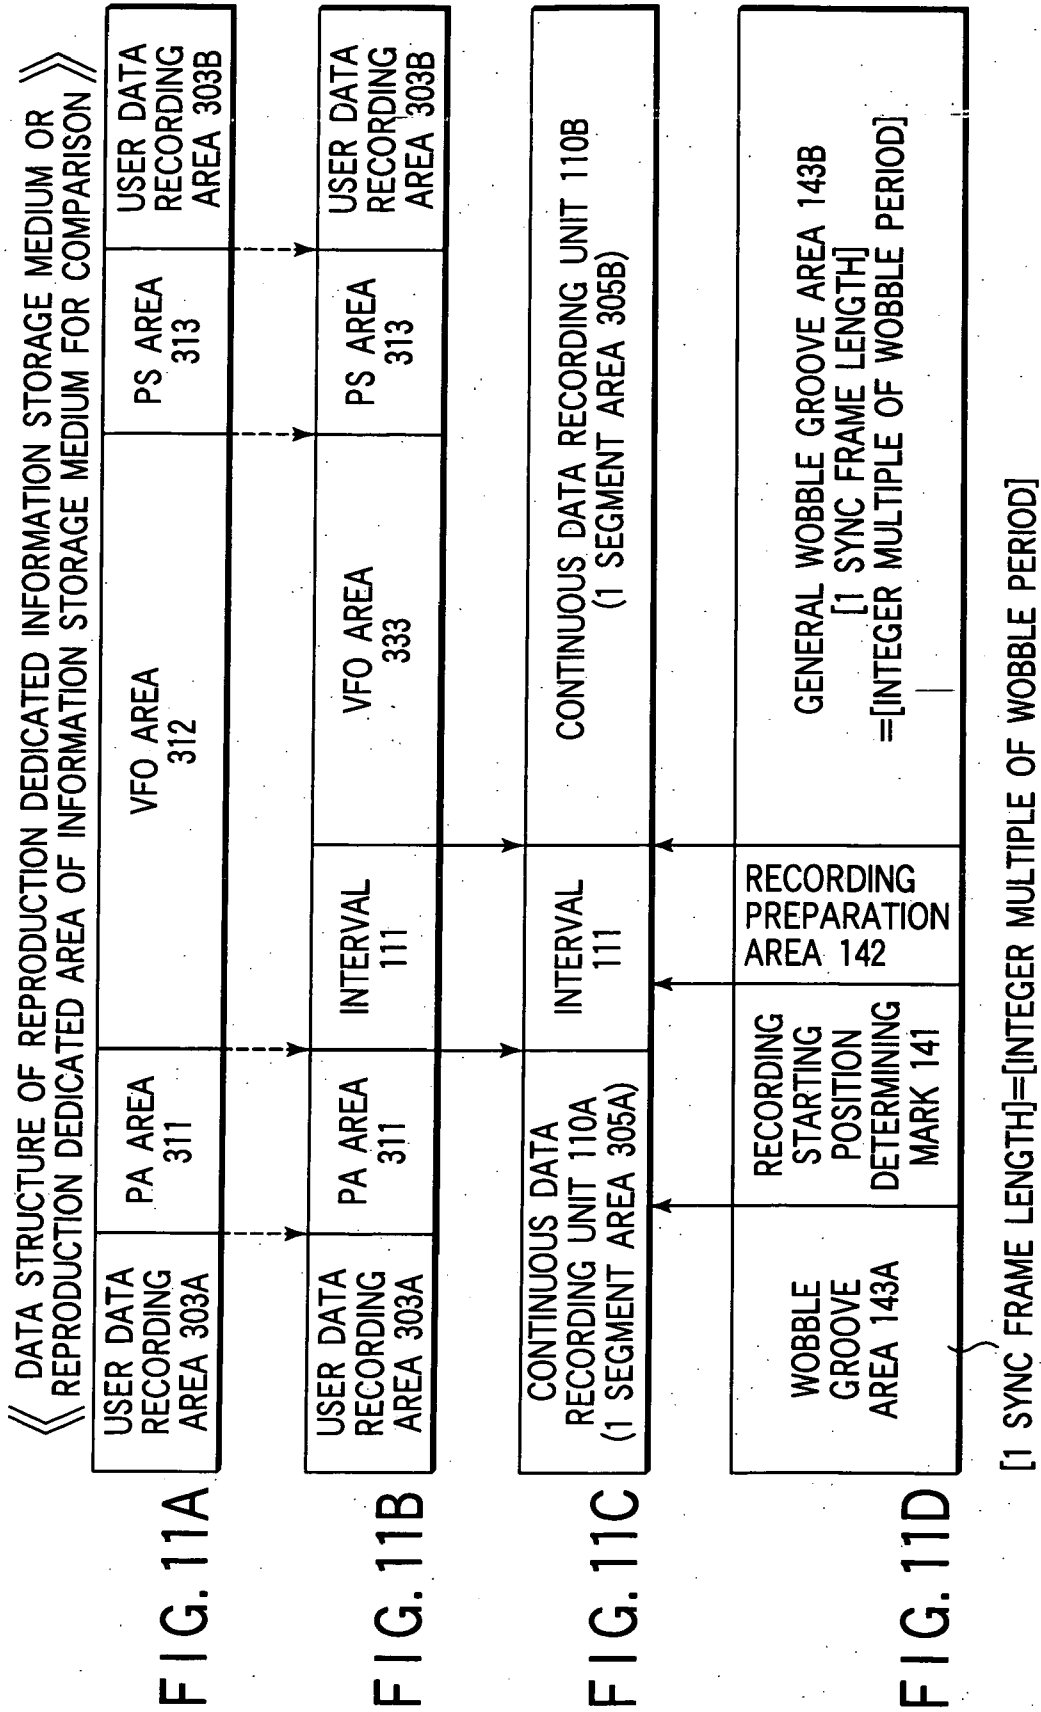 《 DATA STRUCTURE OF REPRODUCTION DEDICATED INFORMATION STORAGE MEDIUM OR
REPRODUCTION DEDICATED AREA OF INFORMATION STORAGE MEDIUM FOR COMPARISON 》
FIG. 11A
USER DATA
RECORDING
AREA 303A
PA AREA
311
VFO AREA
312
PS AREA
313
USER DATA
RECORDING
AREA 303B
FIG. 11B
USER DATA
RECORDING
AREA 303A
PA AREA
311
INTERVAL
111
VFO AREA
333
PS AREA
313
USER DATA
RECORDING
AREA 303B
FIG. 11C
CONTINUOUS DATA
RECORDING UNIT 110A
(1 SEGMENT AREA 305A)
INTERVAL
111
CONTINUOUS DATA RECORDING UNIT 110B
(1 SEGMENT AREA 305B)
FIG. 11D
WOBBLE
GROOVE
AREA 143A
RECORDING
STARTING
POSITION
DETERMINING
MARK 141
RECORDING
PREPARATION
AREA 142
GENERAL WOBBLE GROOVE AREA 143B
[1 SYNC FRAME LENGTH]
=[INTEGER MULTIPLE OF WOBBLE PERIOD]
[1 SYNC FRAME LENGTH]=[INTEGER MULTIPLE OF WOBBLE PERIOD]